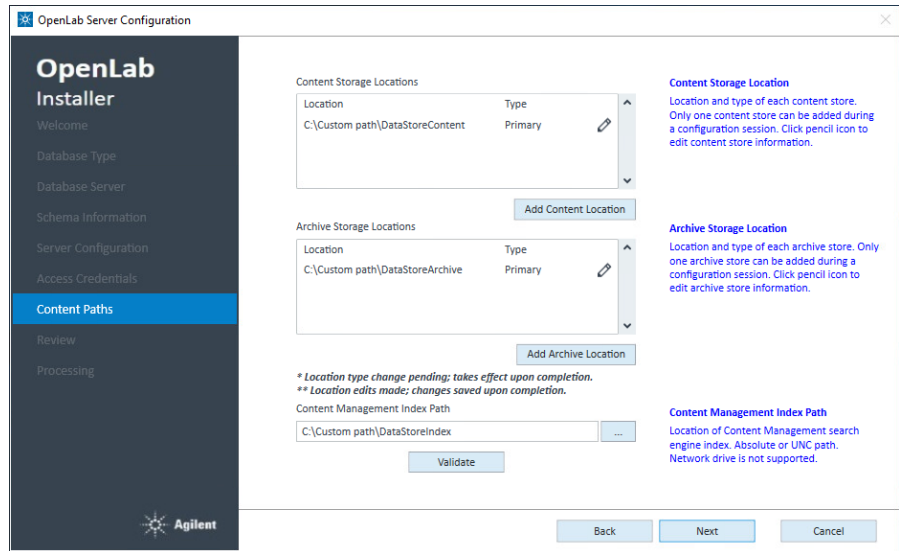 OpenLab Server Configuration
OpenLab
Installer
Welcome
Database Type
Database Server
Schema Information
Server Configuration
Access Credentials
Content Paths
Review
Processing
Agilent
Content Storage Locations
Location Type
C:\Custom path\DataStoreContent Primary
Add Content Location
Archive Storage Locations
Location Type
C:\Custom path\DataStoreArchive Primary
Add Archive Location
* Location type change pending; takes effect upon completion.
** Location edits made; changes saved upon completion.
Content Management Index Path
C:\Custom path\DataStoreIndex ...
Validate
Content Storage Location
Location and type of each content store.
Only one content store can be added during
a configuration session. Click pencil icon to
edit content store information.
Archive Storage Location
Location and type of each archive store. Only
one archive store can be added during a
configuration session. Click pencil icon to
edit archive store information.
Content Management Index Path
Location of Content Management search
engine index. Absolute or UNC path.
Network drive is not supported.
Back Next Cancel